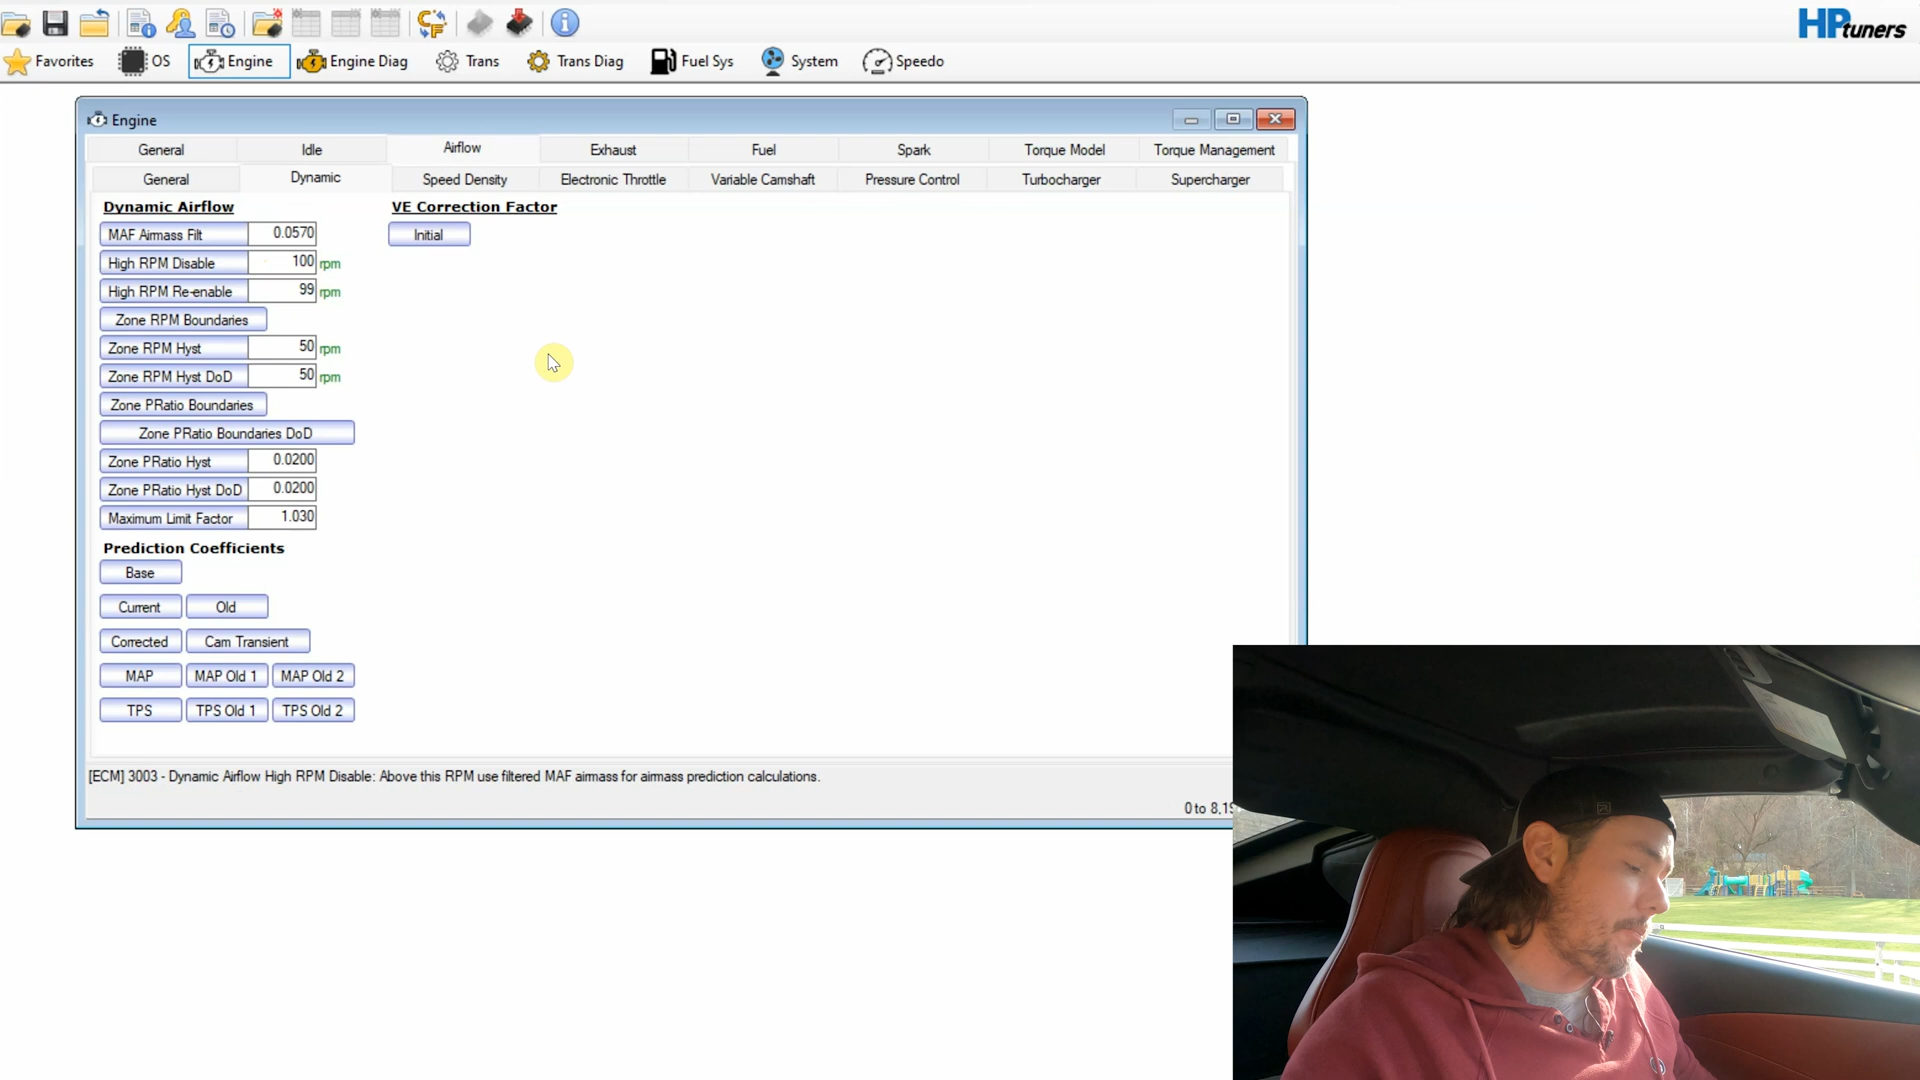 HPtuners
Favorites OS Engine Engine Diag Trans Trans Diag Fuel Sys System Speedo
Engine
General Idle Airflow Exhaust Fuel Spark Torque Model Torque Management
General Dynamic Speed Density Electronic Throttle Variable Camshaft Pressure Control Turbocharger Supercharger
Dynamic Airflow VE Correction Factor
MAF Airmass Filt 0.0570 Initial
High RPM Disable 100 rpm
High RPM Re-enable 99 rpm
Zone RPM Boundaries
Zone RPM Hyst 50 rpm
Zone RPM Hyst DoD 50 rpm
Zone PRatio Boundaries
Zone PRatio Boundaries DoD
Zone PRatio Hyst 0.0200
Zone PRatio Hyst DoD 0.0200
Maximum Limit Factor 1.030
Prediction Coefficients
Base
Current Old
Corrected Cam Transient
MAP MAP Old 1 MAP Old 2
TPS TPS Old 1 TPS Old 2
[ECM] 3003 - Dynamic Airflow High RPM Disable: Above this RPM use filtered MAF airmass for airmass prediction calculations.
0 to